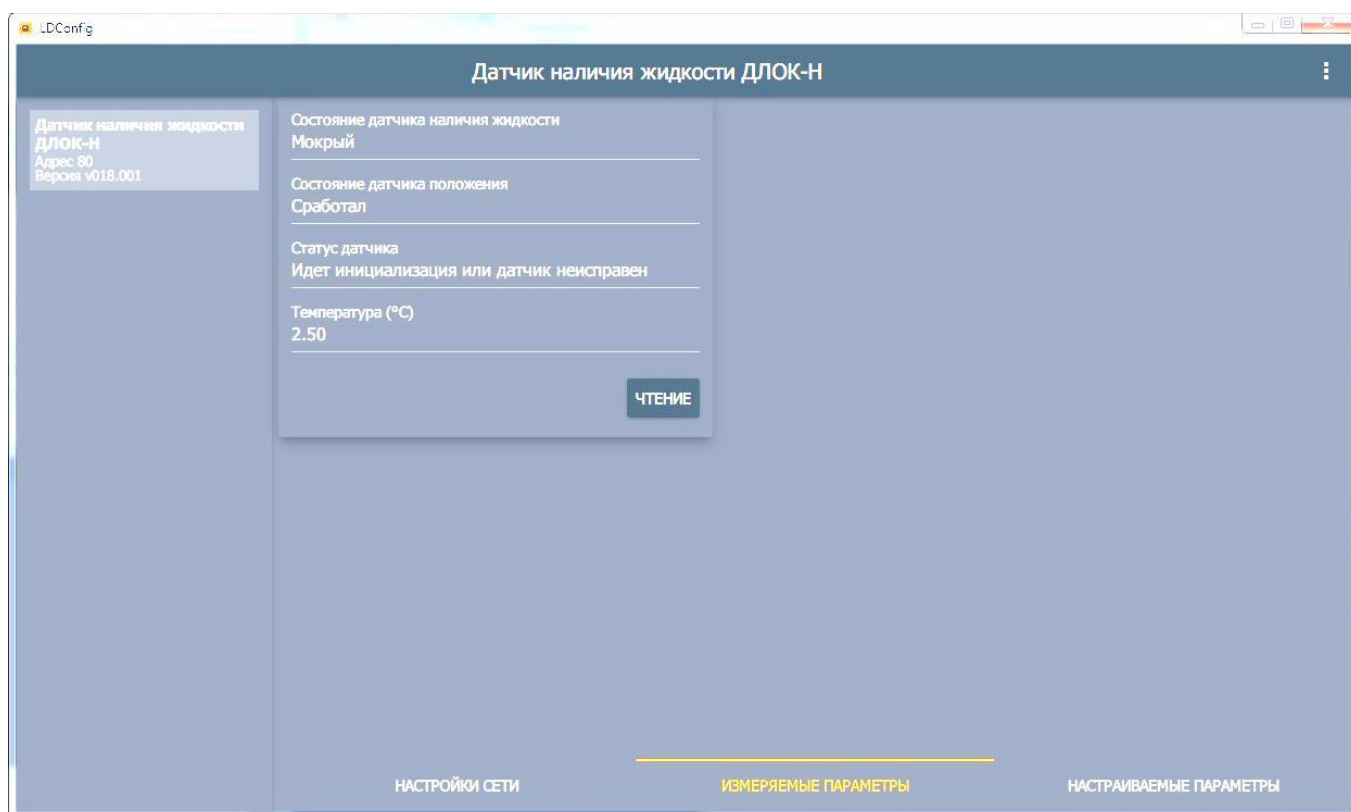 LDConfig
Датчик наличия жидкости ДЛОК-Н
Датчик наличия жидкости
ДЛОК-Н
Адрес 80
Версия v018.001
Состояние датчика наличия жидкости
Мокрый
Состояние датчика положения
Сработал
Статус датчика
Идет инициализация или датчик неисправен
Температура (°C)
2.50
ЧТЕНИЕ
НАСТРОЙКИ СЕТИ
ИЗМЕРЯЕМЫЕ ПАРАМЕТРЫ
НАСТРАИВАЕМЫЕ ПАРАМЕТРЫ